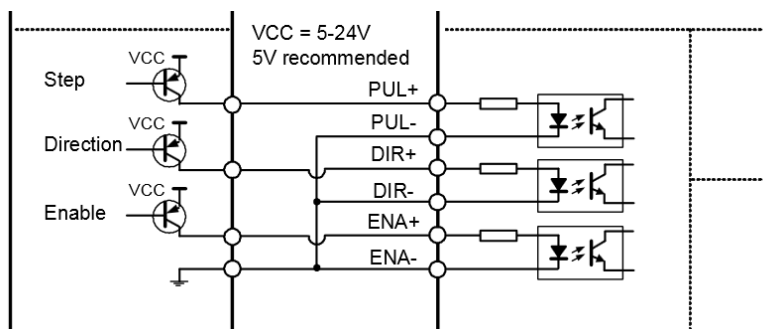 VCC = 5-24V
5V recommended
VCC
Step
PUL+
PUL-
VCC
Direction
DIR+
DIR-
VCC
Enable
ENA+
ENA-